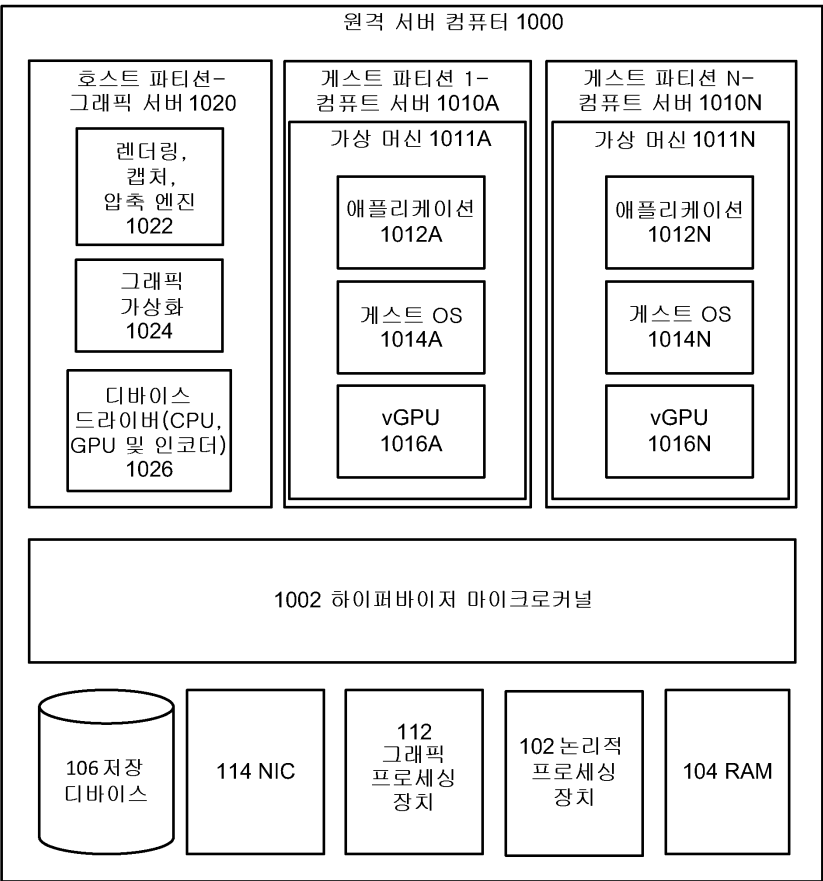 원격 서버 컴퓨터 1000
호스트 파티션-
그래픽 서버 1020
렌더링,
캡처,
압축 엔진
1022
그래픽
가상화
1024
디바이스
드라이버(CPU,
GPU 및 인코더)
1026
게스트 파티션 1-
컴퓨트 서버 1010A
가상 머신 1011A
애플리케이션
1012A
게스트 OS
1014A
vGPU
1016A
게스트 파티션 N-
컴퓨트 서버 1010N
가상 머신 1011N
애플리케이션
1012N
게스트 OS
1014N
vGPU
1016N
1002 하이퍼바이저 마이크로커널
106 저장
디바이스
114 NIC
112
그래픽
프로세싱
장치
102 논리적
프로세싱
장치
104 RAM